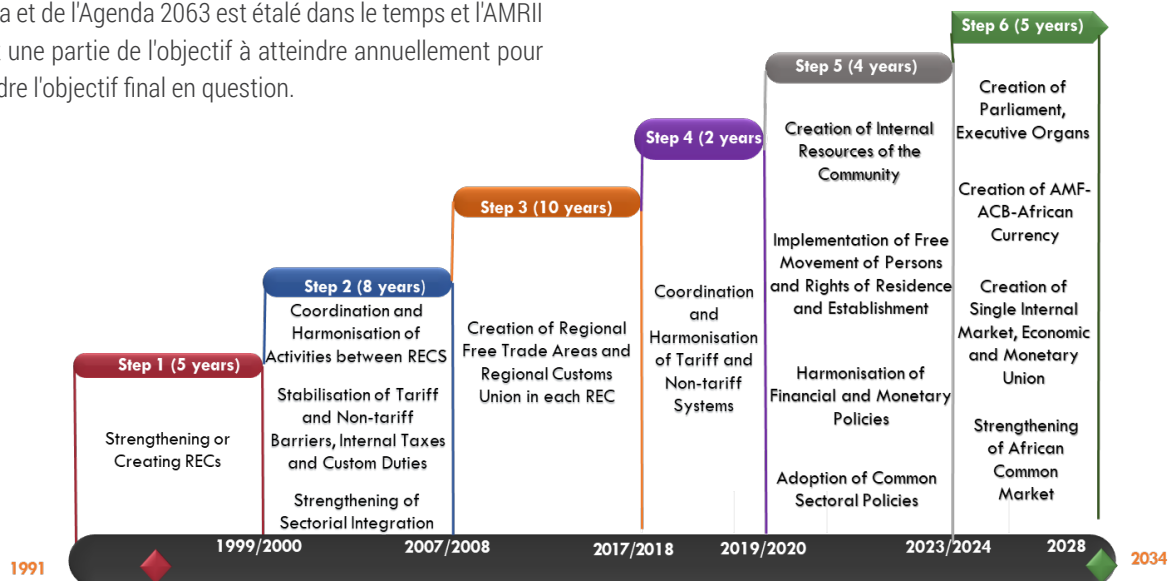 a et de l'Agenda 2063 est étalé dans le temps et l'AMRII
une partie de l'objectif à atteindre annuellement pour
dre l'objectif final en question.
Step 1 (5 years)
Strengthening or
Creating RECs
Step 2 (8 years)
Coordination and
Harmonisation of
Activities between RECS
Stabilisation of Tariff
and Non-tariff
Barriers, Internal Taxes
and Custom Duties
Strengthening of
Sectorial Integration
Step 3 (10 years)
Creation of Regional
Free Trade Areas and
Regional Customs
Union in each REC
Step 4 (2 years
Coordination
and
Harmonisation
of Tariff and
Non-tariff
Systems
Step 5 (4 years)
Creation of Internal
Resources of the
Community
Implementation of Free
Movement of Persons
and Rights of Residence
and Establishment
Harmonisation of
Financial and Monetary
Policies
Adoption of Common
Sectoral Policies
Step 6 (5 years)
Creation of
Parliament,
Executive Organs
Creation of AMF-
ACB-African
Currency
Creation of
Single Internal
Market, Economic
and Monetary
Union
Strengthening
of African
Common
Market
1991
1999/2000
2007/2008
2017/2018
2019/2020
2023/2024
2028
2034